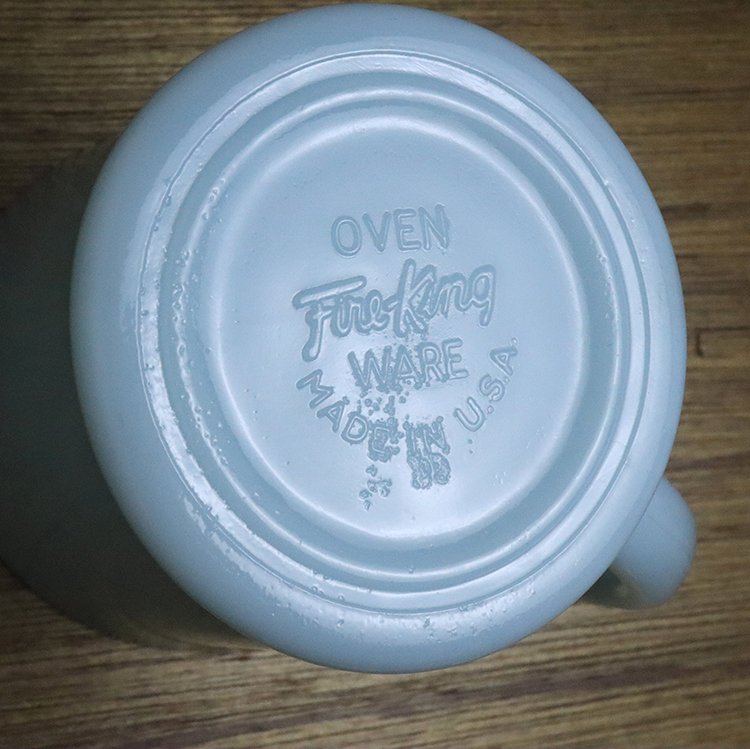 OVEN
Fire-King
WARE
MADE IN U.S.A.